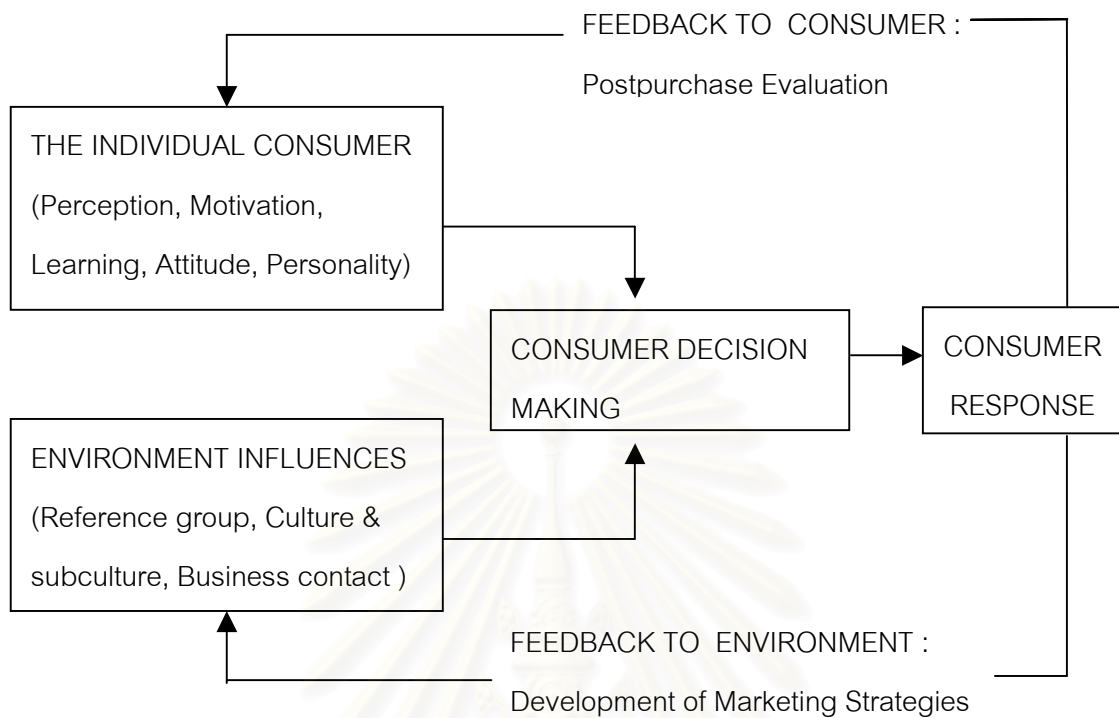 FEEDBACK TO CONSUMER :
Postpurchase Evaluation
THE INDIVIDUAL CONSUMER
(Perception, Motivation,
Learning, Attitude, Personality)
CONSUMER DECISION
MAKING
CONSUMER
RESPONSE
ENVIRONMENT INFLUENCES
(Reference group, Culture &
subculture, Business contact )
FEEDBACK TO ENVIRONMENT :
Development of Marketing Strategies